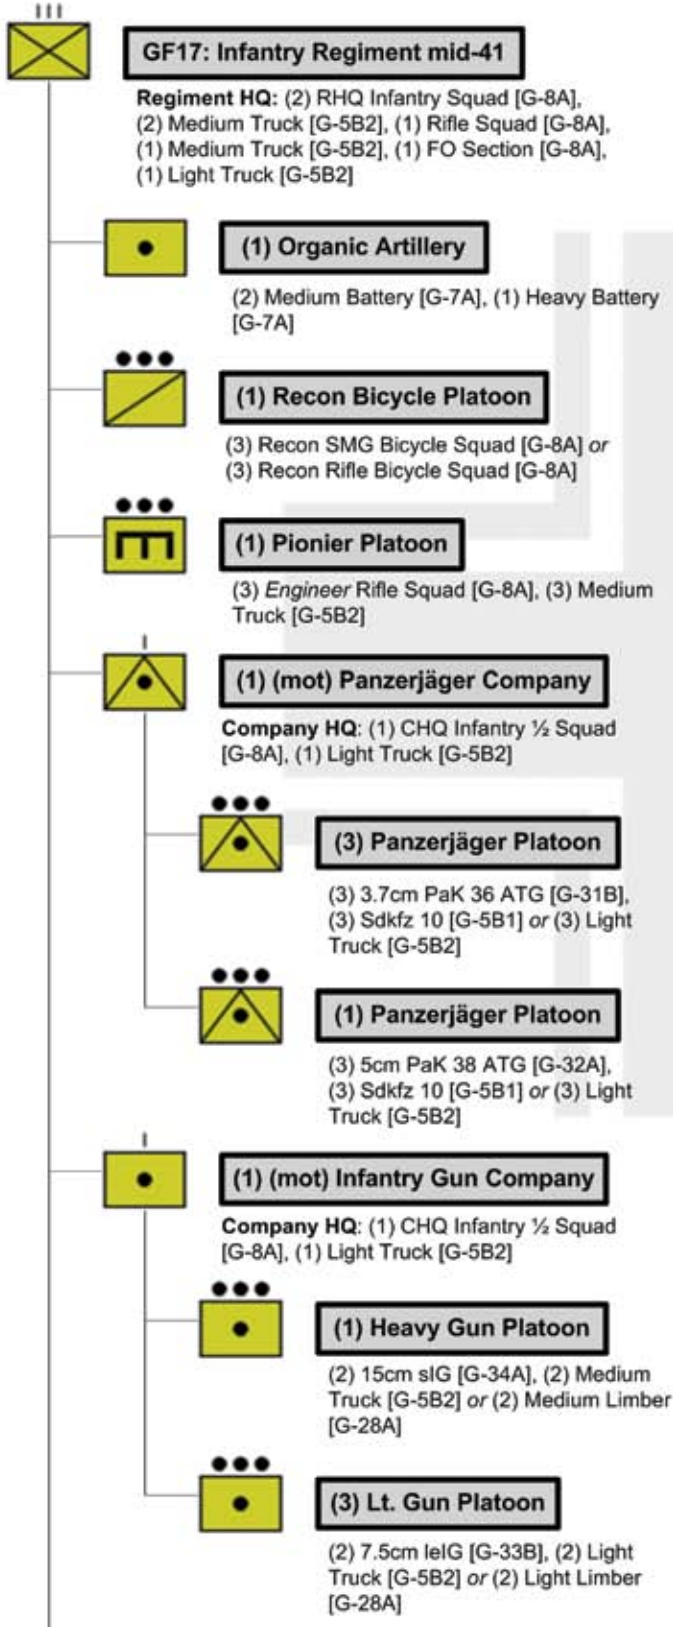 GF17: Infantry Regiment mid-41
Regiment HQ: (2) RHQ Infantry Squad [G-8A],
(2) Medium Truck [G-5B2], (1) Rifle Squad [G-8A],
(1) Medium Truck [G-5B2], (1) FO Section [G-8A],
(1) Light Truck [G-5B2]
(1) Organic Artillery
(2) Medium Battery [G-7A], (1) Heavy Battery
[G-7A]
(1) Recon Bicycle Platoon
(3) Recon SMG Bicycle Squad [G-8A] or
(3) Recon Rifle Bicycle Squad [G-8A]
(1) Pionier Platoon
(3) Engineer Rifle Squad [G-8A], (3) Medium
Truck [G-5B2]
(1) (mot) Panzerjäger Company
Company HQ: (1) CHQ Infantry ½ Squad
[G-8A], (1) Light Truck [G-5B2]
(3) Panzerjäger Platoon
(3) 3.7cm PaK 36 ATG [G-31B],
(3) Sdkfz 10 [G-5B1] or (3) Light
Truck [G-5B2]
(1) Panzerjäger Platoon
(3) 5cm PaK 38 ATG [G-32A],
(3) Sdkfz 10 [G-5B1] or (3) Light
Truck [G-5B2]
(1) (mot) Infantry Gun Company
Company HQ: (1) CHQ Infantry ½ Squad
[G-8A], (1) Light Truck [G-5B2]
(1) Heavy Gun Platoon
(2) 15cm sIG [G-34A], (2) Medium
Truck [G-5B2] or (2) Medium Limber
[G-28A]
(3) Lt. Gun Platoon
(2) 7.5cm leIG [G-33B], (2) Light
Truck [G-5B2] or (2) Light Limber
[G-28A]